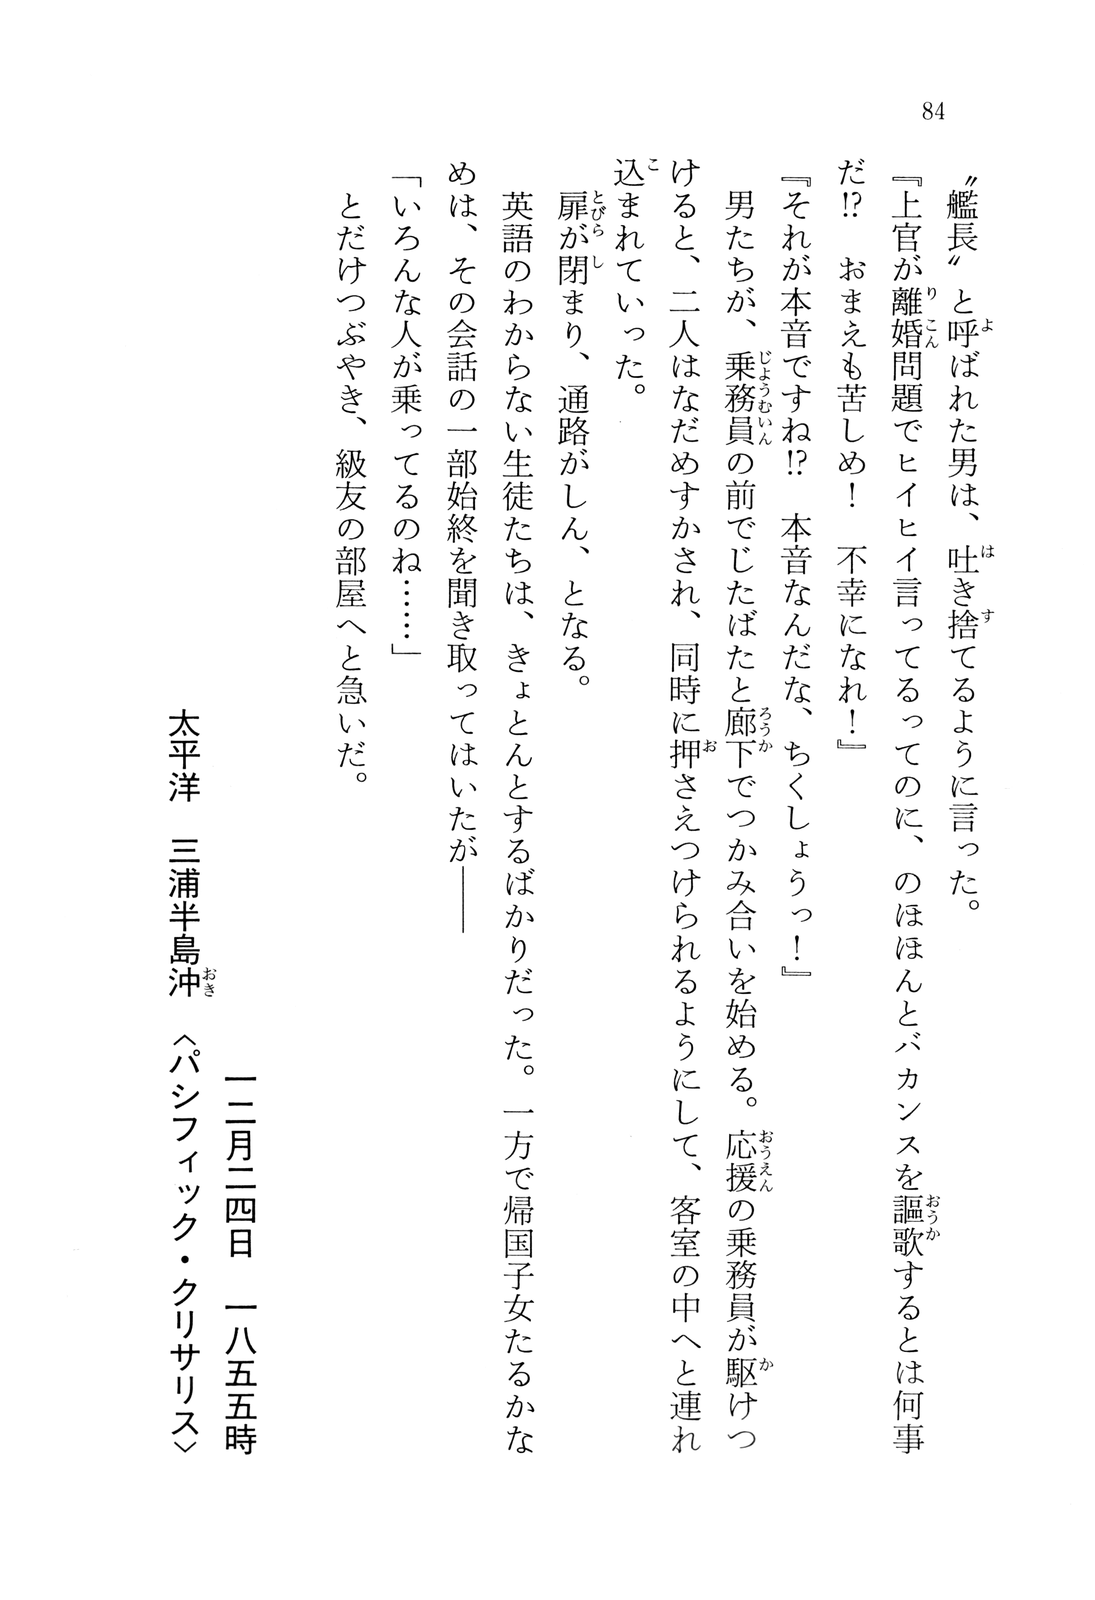 84
〝艦長〟と呼ばれた男は、吐き捨てるように言った。
『上官が離婚問題でヒイヒイ言ってるってのに、のほほんとバカンスを謳歌するとは何事
だ!? おまえも苦しめ! 不幸になれ!』
『それが本音ですね!? 本音なんだな、ちくしょうっ!』
男たちが、乗務員の前でじたばたと廊下でつかみ合いを始める。応援の乗務員が駆けつ
けると、二人はなだめすかされ、同時に押さえつけられるようにして、客室の中へと連れ
込まれていった。
扉が閉まり、通路がしん、となる。
英語のわからない生徒たちは、きょとんとするばかりだった。一方で帰国子女たるかな
めは、その会話の一部始終を聞き取ってはいたが――
「いろんな人が乗ってるのね……」
とだけつぶやき、級友の部屋へと急いだ。
一二月二四日 一八五五時
太平洋 三浦半島沖 〈パシフィック・クリサリス〉